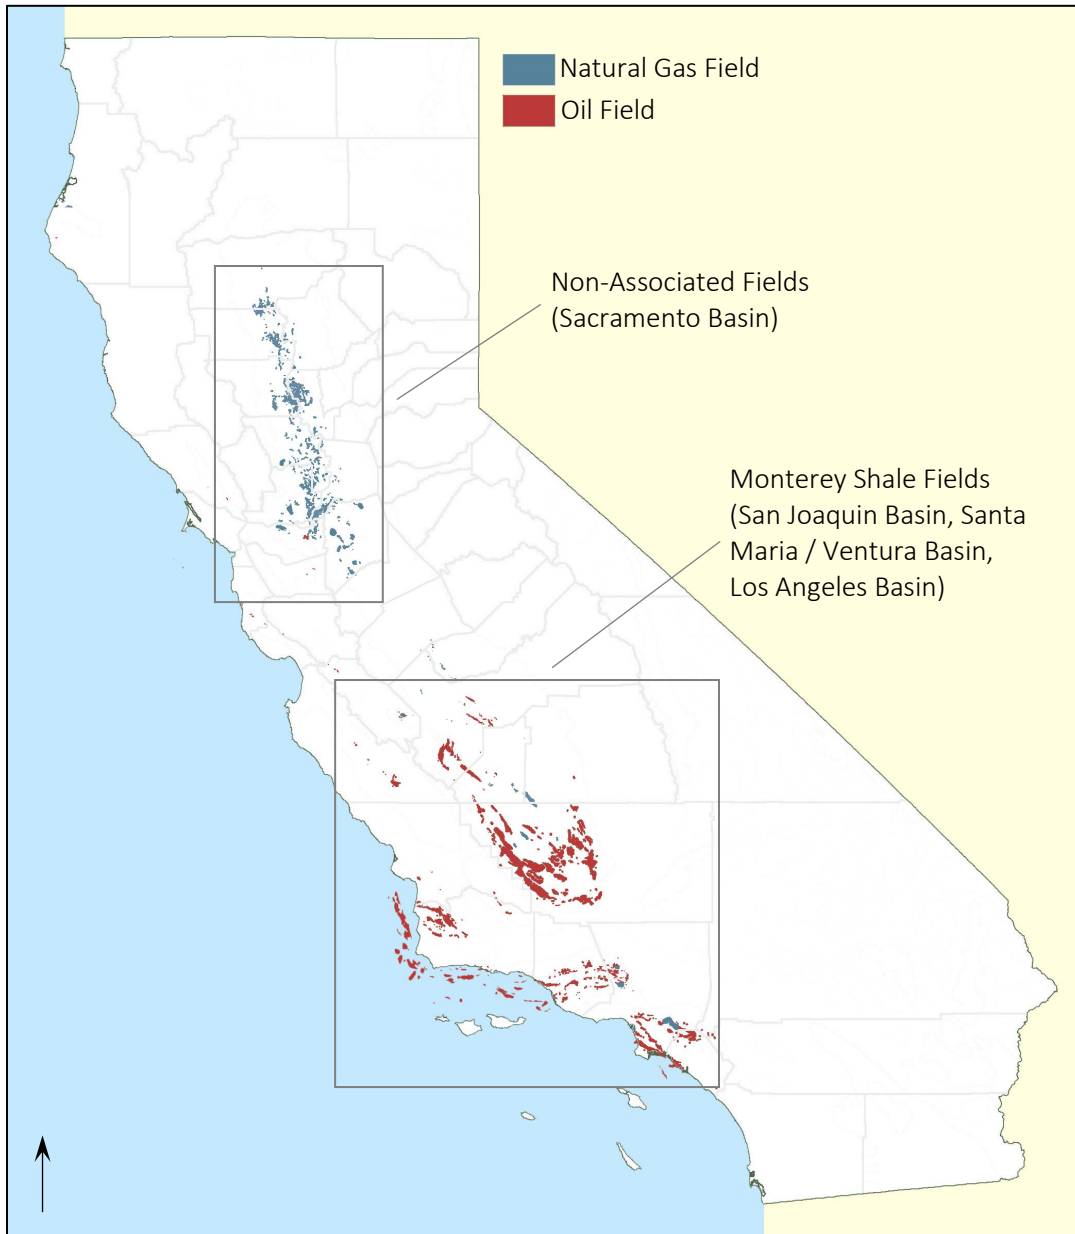 Natural Gas Field
Oil Field
Non-Associated Fields
(Sacramento Basin)
Monterey Shale Fields
(San Joaquin Basin, Santa
Maria / Ventura Basin,
Los Angeles Basin)